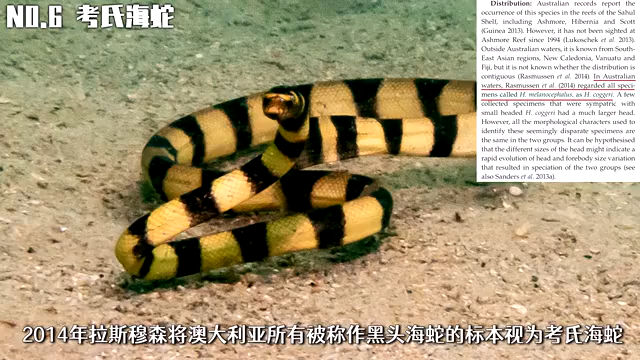 NO.6 考氏海蛇
Distribution: Australian records report the
occurrence of this species in the reefs of the Sahul
Shelf, including Ashmore, Hibernia and Scott
(Guinea 2013). However, it has not been sighted at
Ashmore Reef since 1994 (Lukoschek et al. 2013).
Outside Australian waters, it is known from South-
East Asian regions, New Caledonia, Vanuatu and
Fiji, but it is not known whether the distribution is
contiguous (Rasmussen et al. 2014). In Australian
waters, Rasmussen et al. (2014) regarded all speci-
mens called H. melanocephalus, as H. coggeri. A few
collected specimens that were sympatric with
small headed H. coggeri had a much larger head.
However, all the morphological characters used to
identify these seemingly disparate specimens are
the same in the two groups. It can be hypothesised
that the different sizes of the head might indicate a
rapid evolution of head and forebody size variation
that resulted in speciation of the two groups (see
also Sanders et al. 2013a).
2014年拉斯穆森将澳大利亚所有被称作黑头海蛇的标本视为考氏海蛇